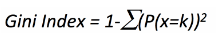 Gini Index = 1-∑(P(x=k))²